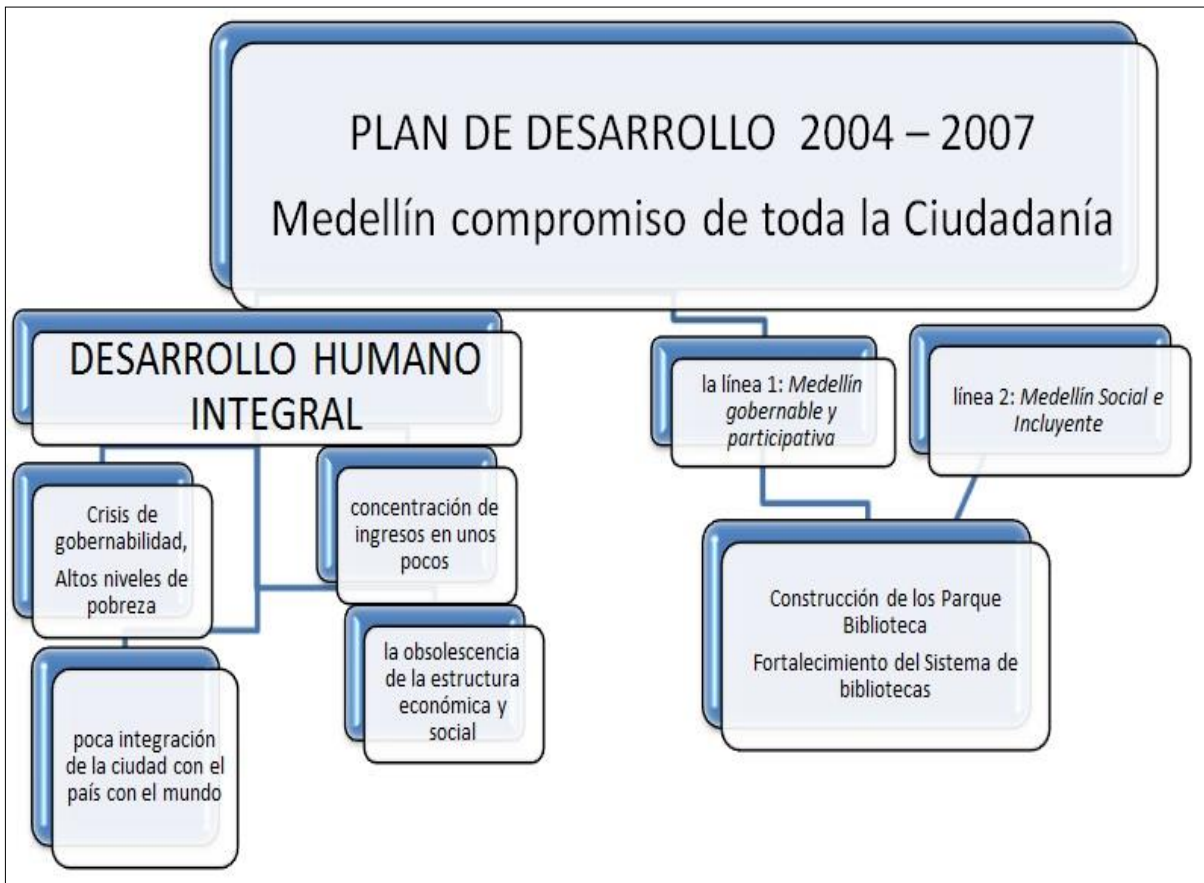 PLAN DE DESARROLLO 2004 – 2007
Medellín compromiso de toda la Ciudadanía
DESARROLLO HUMANO
INTEGRAL
Crisis de
gobernabilidad,
Altos niveles de
pobreza
concentración de
ingresos en unos
pocos
poca integración
de la ciudad con el
país con el mundo
la obsolescencia
de la estructura
económica y
social
la línea 1: Medellín
gobernable y
participativa
línea 2: Medellín Social e
Incluyente
Construcción de los Parque
Biblioteca
Fortalecimiento del Sistema de
bibliotecas